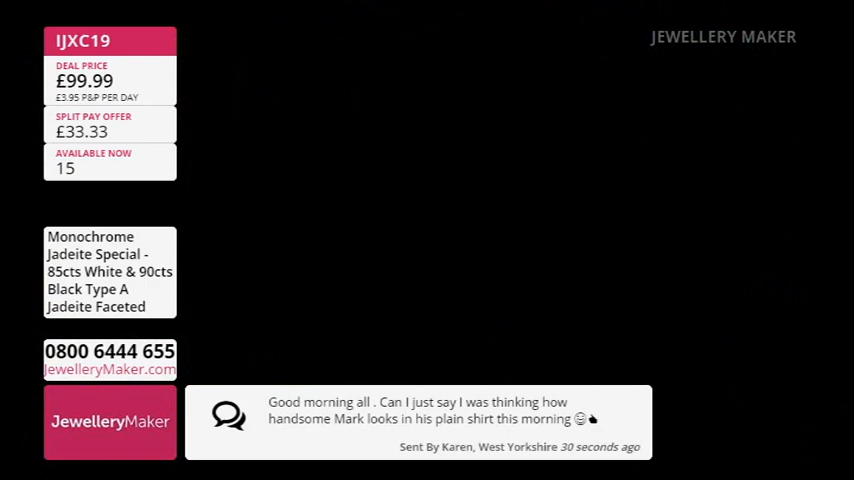 IJXC19
DEAL PRICE
£99.99
£3.95 P&P PER DAY
SPLIT PAY OFFER
£33.33
AVAILABLE NOW
15
Monochrome
Jadeite Special -
85cts White & 90cts
Black Type A
Jadeite Faceted
0800 6444 655
JewelleryMaker.com
JewelleryMaker
JEWELLERY MAKER
Good morning all . Can I just say I was thinking how
handsome Mark looks in his plain shirt this morning 😊👍
Sent By Karen, West Yorkshire 30 seconds ago